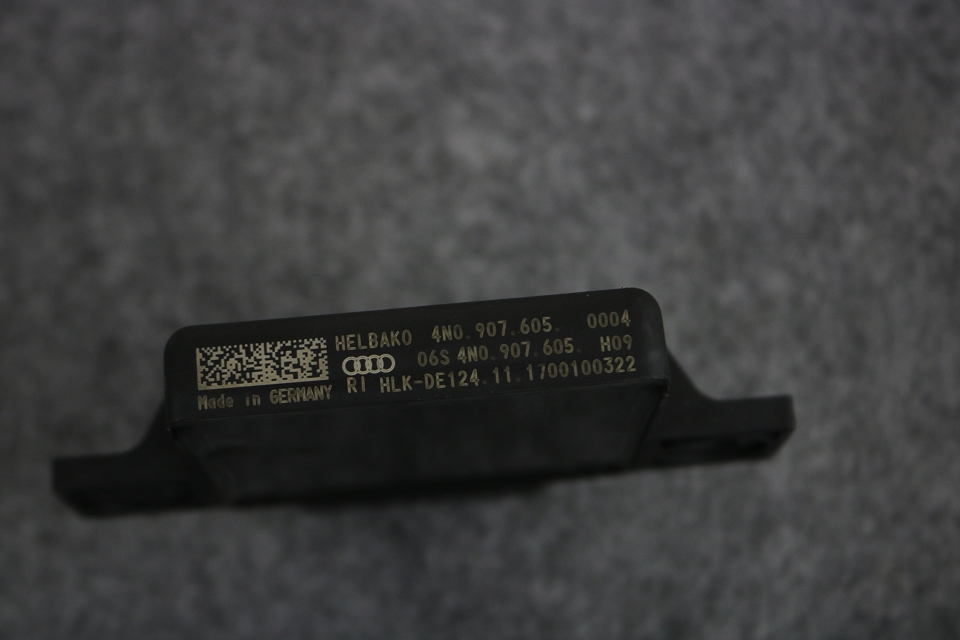 HELBAKO 4N0.907.605. 0004
06S 4N0.907.605. H09
RI HLK-DE124.11.1700100322
Made in GERMANY